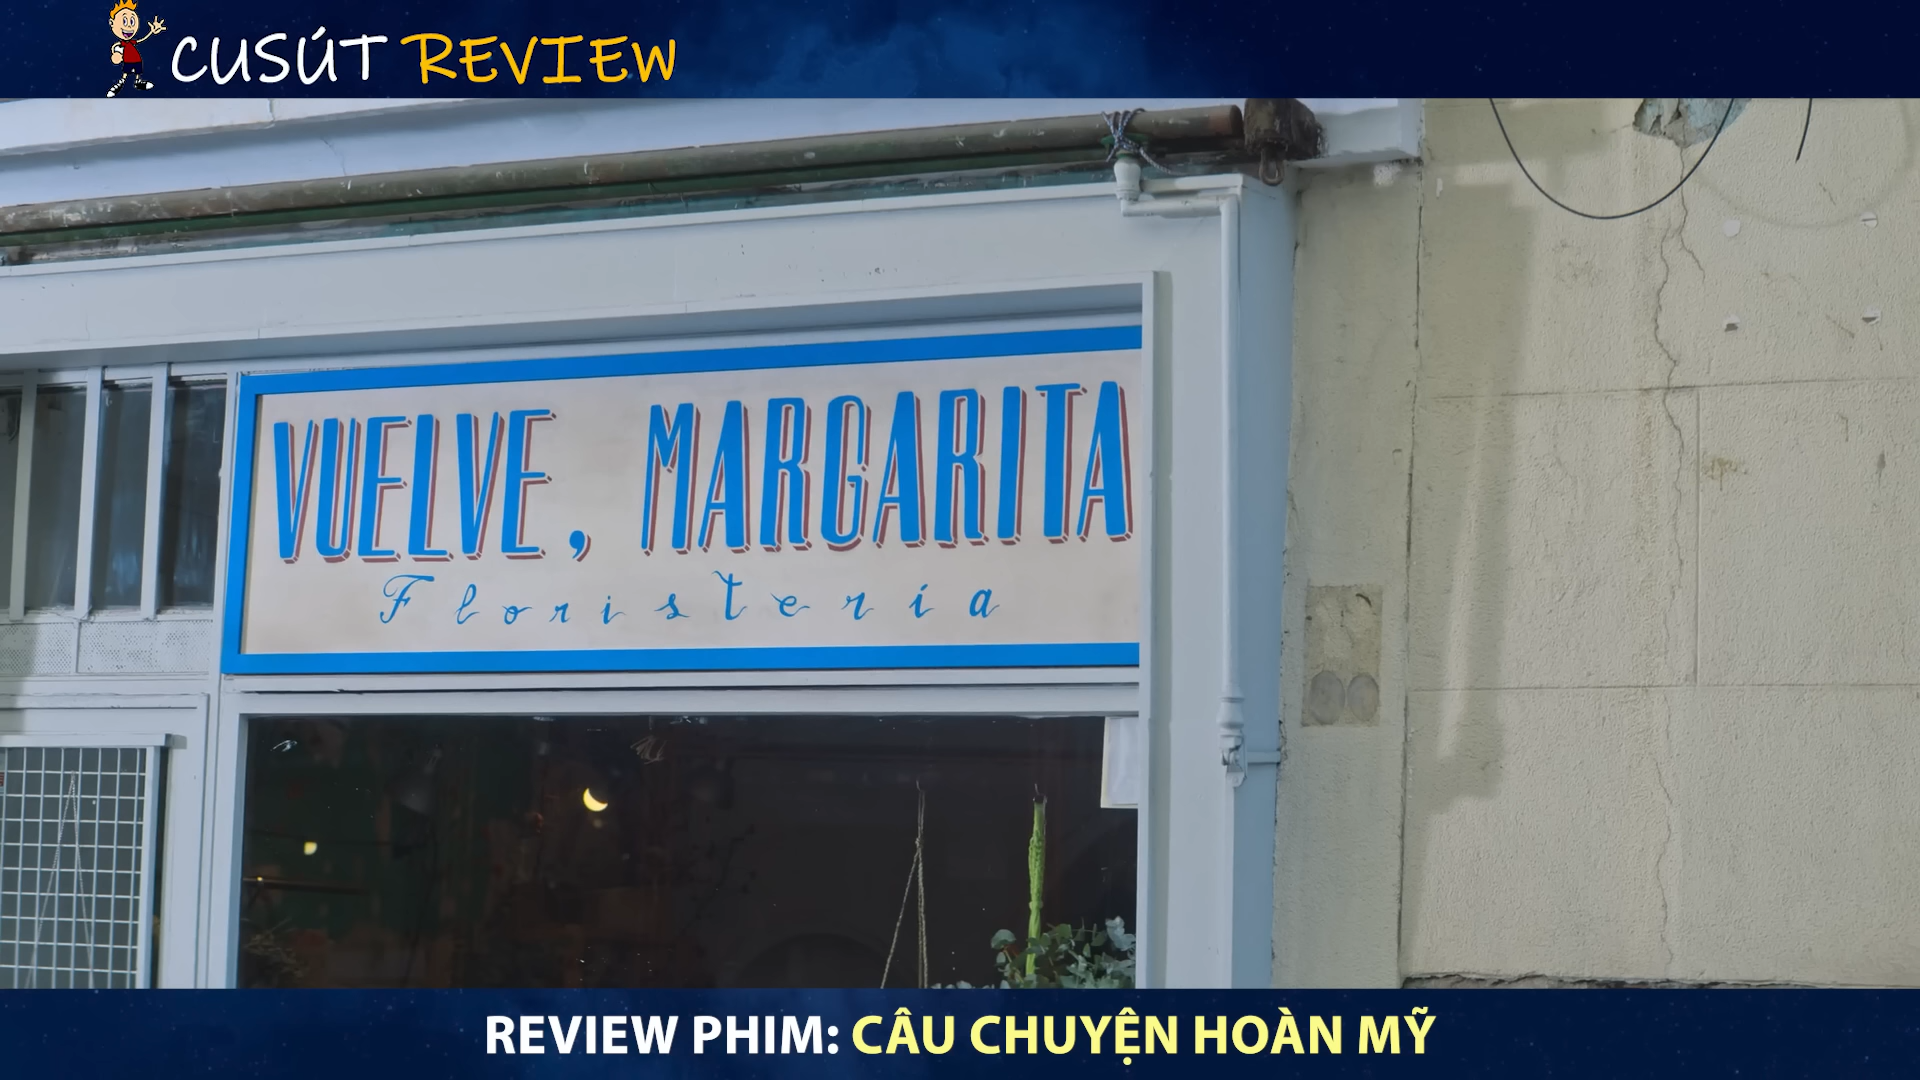 CUSÚT REVIEW
VUELVE, MARGARITA
Floristería
REVIEW PHIM: CÂU CHUYỆN HOÀN MỸ